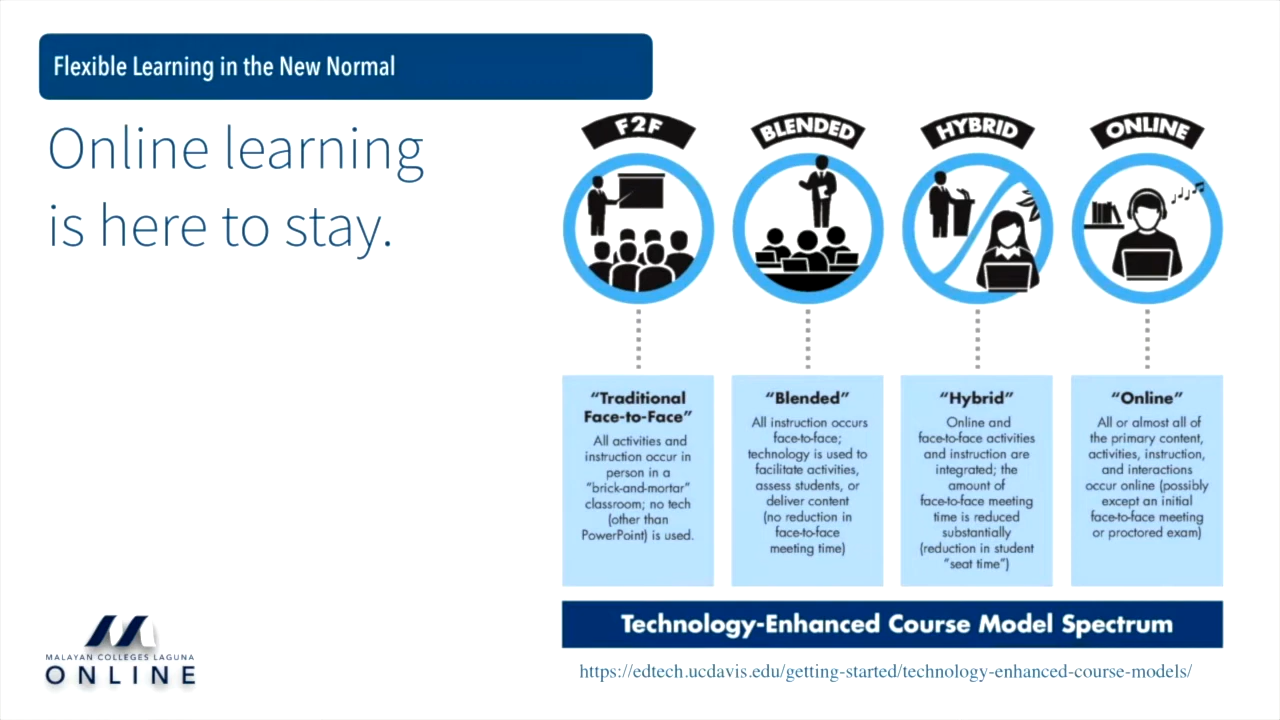 Flexible Learning in the New Normal
Online learning
is here to stay.
F2F
BLENDED
HYBRID
ONLINE
“Traditional
Face-to-Face”
All activities and
instruction occur in
person in a
“brick-and-mortar”
classroom; no tech
(other than
PowerPoint) is used.
“Blended”
All instruction occurs
face-to-face;
technology is used to
facilitate activities,
assess students, or
deliver content
(no reduction in
face-to-face
meeting time)
“Hybrid”
Online and
face-to-face activities
and instruction are
integrated; the
amount of
face-to-face meeting
time is reduced
substantially
(reduction in student
“seat time”)
“Online”
All or almost all of
the primary content,
activities, instruction,
and interactions
occur online (possibly
except an initial
face-to-face meeting
or proctored exam)
Technology-Enhanced Course Model Spectrum
https://edtech.ucdavis.edu/getting-started/technology-enhanced-course-models/
MALAYAN COLLEGES LAGUNA
ONLINE